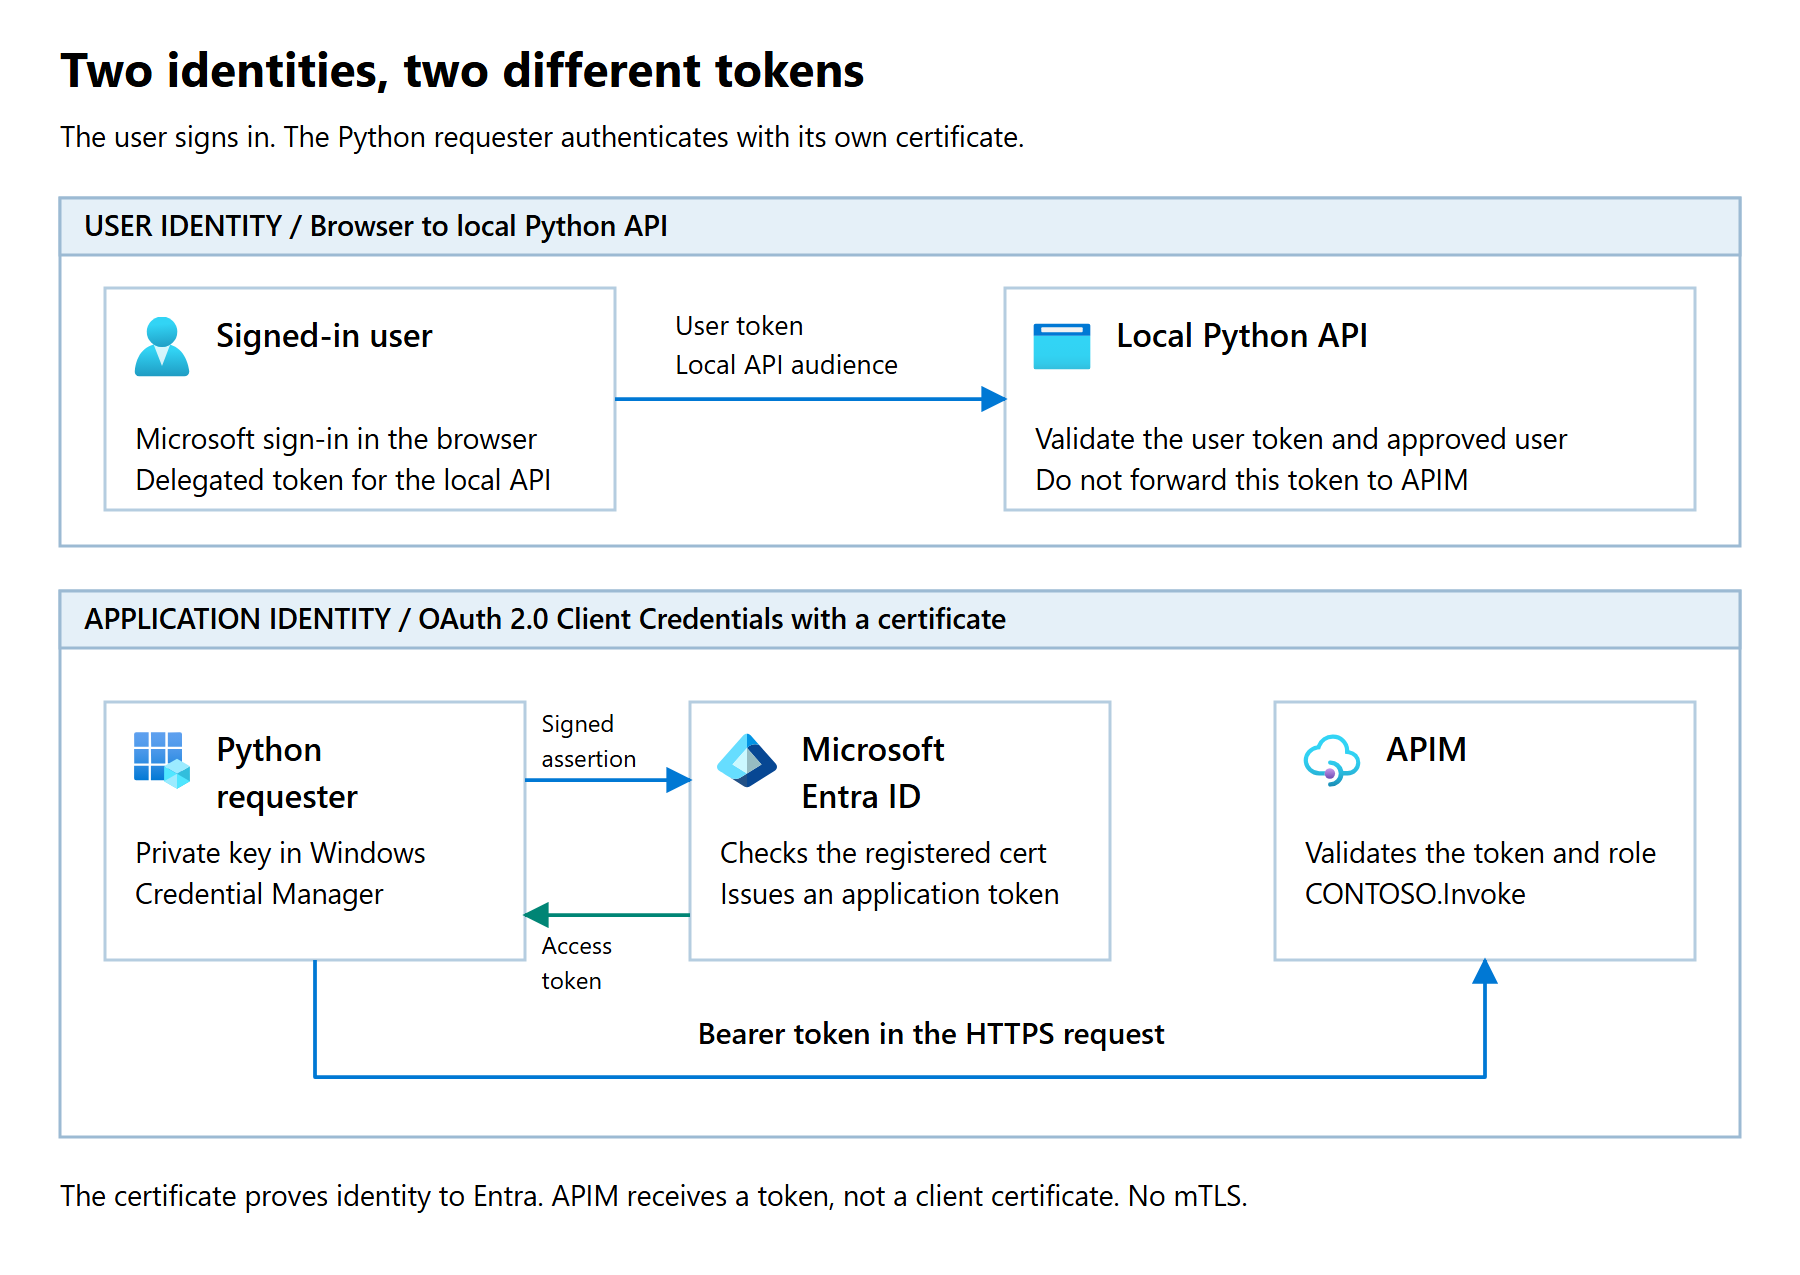 Two identities, two different tokens
The user signs in. The Python requester authenticates with its own certificate.
USER IDENTITY / Browser to local Python API
Signed-in user
Microsoft sign-in in the browser
Delegated token for the local API
User token
Local API audience
Local Python API
Validate the user token and approved user
Do not forward this token to APIM
APPLICATION IDENTITY / OAuth 2.0 Client Credentials with a certificate
Python
requester
Private key in Windows
Credential Manager
Signed
assertion
Access
token
Microsoft
Entra ID
Checks the registered cert
Issues an application token
APIM
Validates the token and role
CONTOSO.Invoke
Bearer token in the HTTPS request
The certificate proves identity to Entra. APIM receives a token, not a client certificate. No mTLS.